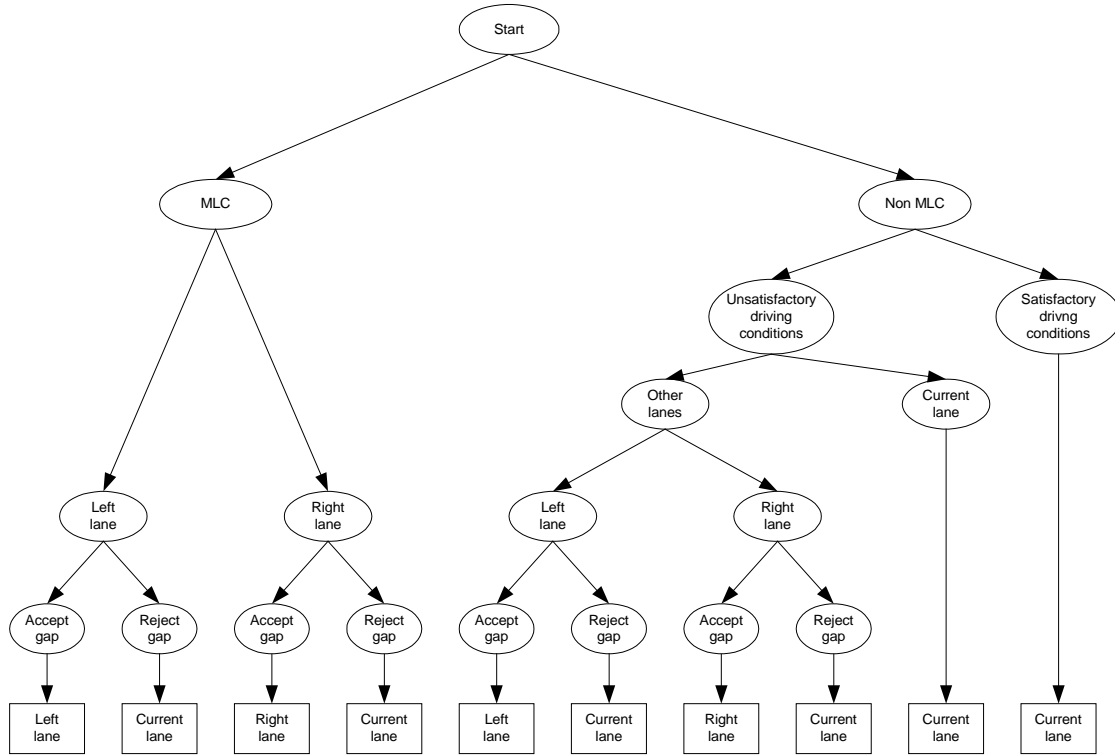 Start
MLC
Non MLC
Unsatisfactory
driving
conditions
Satisfactory
drivng
conditions
Other
lanes
Current
lane
Left
lane
Right
lane
Left
lane
Right
lane
Accept
gap
Reject
gap
Accept
gap
Reject
gap
Accept
gap
Reject
gap
Accept
gap
Reject
gap
Left
lane
Current
lane
Right
lane
Current
lane
Left
lane
Current
lane
Right
lane
Current
lane
Current
lane
Current
lane